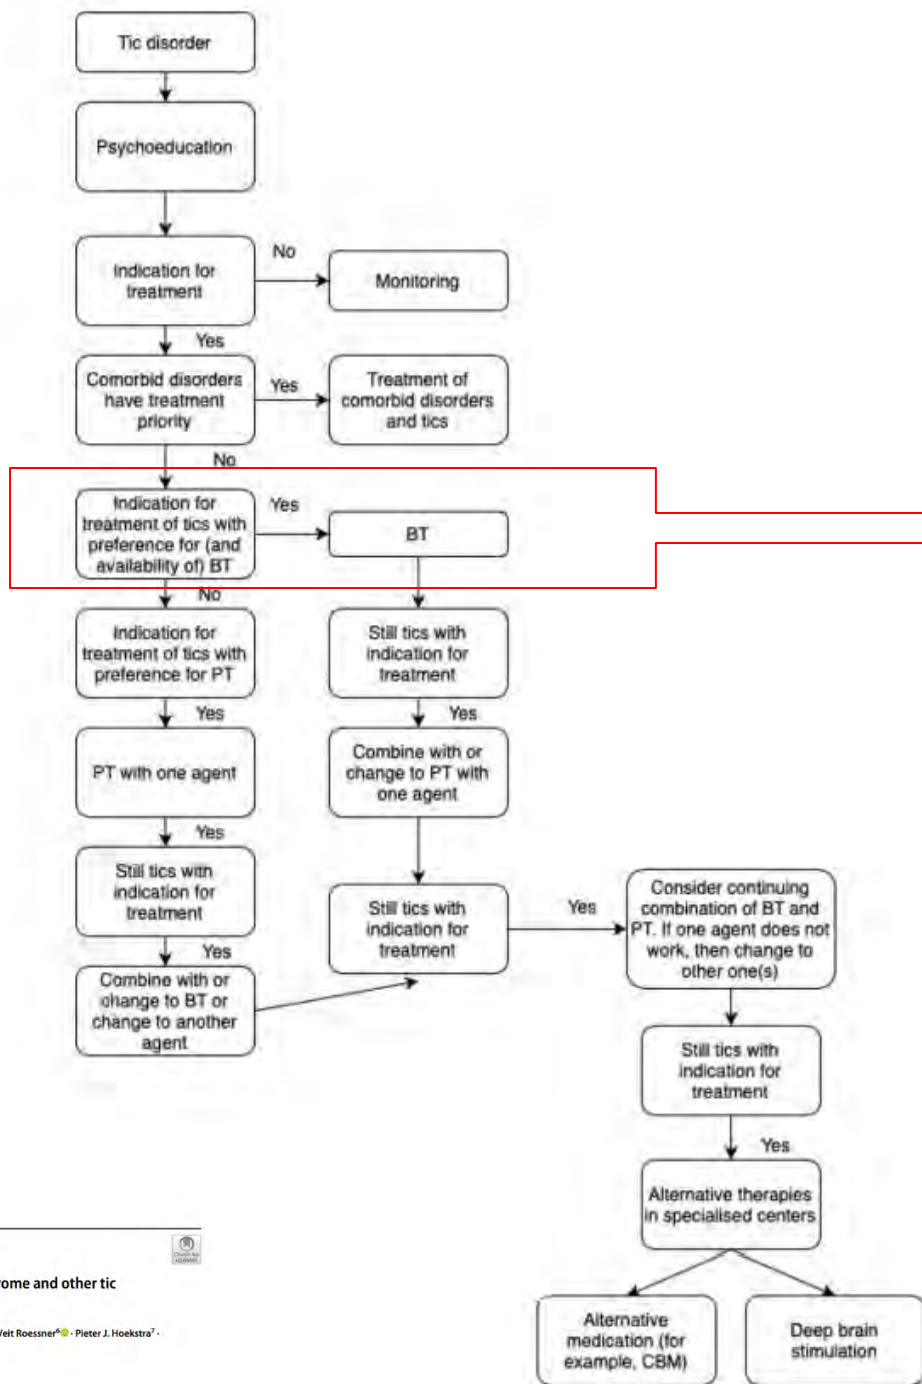 Tic disorder
Psychoeducation
Indication for
treatment
No
Monitoring
Yes
Comorbid disorders
have treatment
priority
Yes
Treatment of
comorbid disorders
and tics
No
Indication for
treatment of tics with
preference for (and
availability of) BT
Yes
BT
No
Indication for
treatment of tics with
preference for PT
Still tics with
indication for
treatment
Yes
Yes
PT with one agent
Combine with or
change to PT with
one agent
Yes
Still tics with
indication for
treatment
Still tics with
indication for
treatment
Yes
Consider continuing
combination of BT and
PT. If one agent does not
work, then change to
other one(s)
Yes
Combine with or
change to BT or
change to another
agent
Still tics with
indication for
treatment
Yes
Alternative therapies
in specialised centers
Alternative
medication (for
example, CBM)
Deep brain
stimulation
Check for
updates
rome and other tic
Veit Roessner6 · Pieter J. Hoekstra7 ·